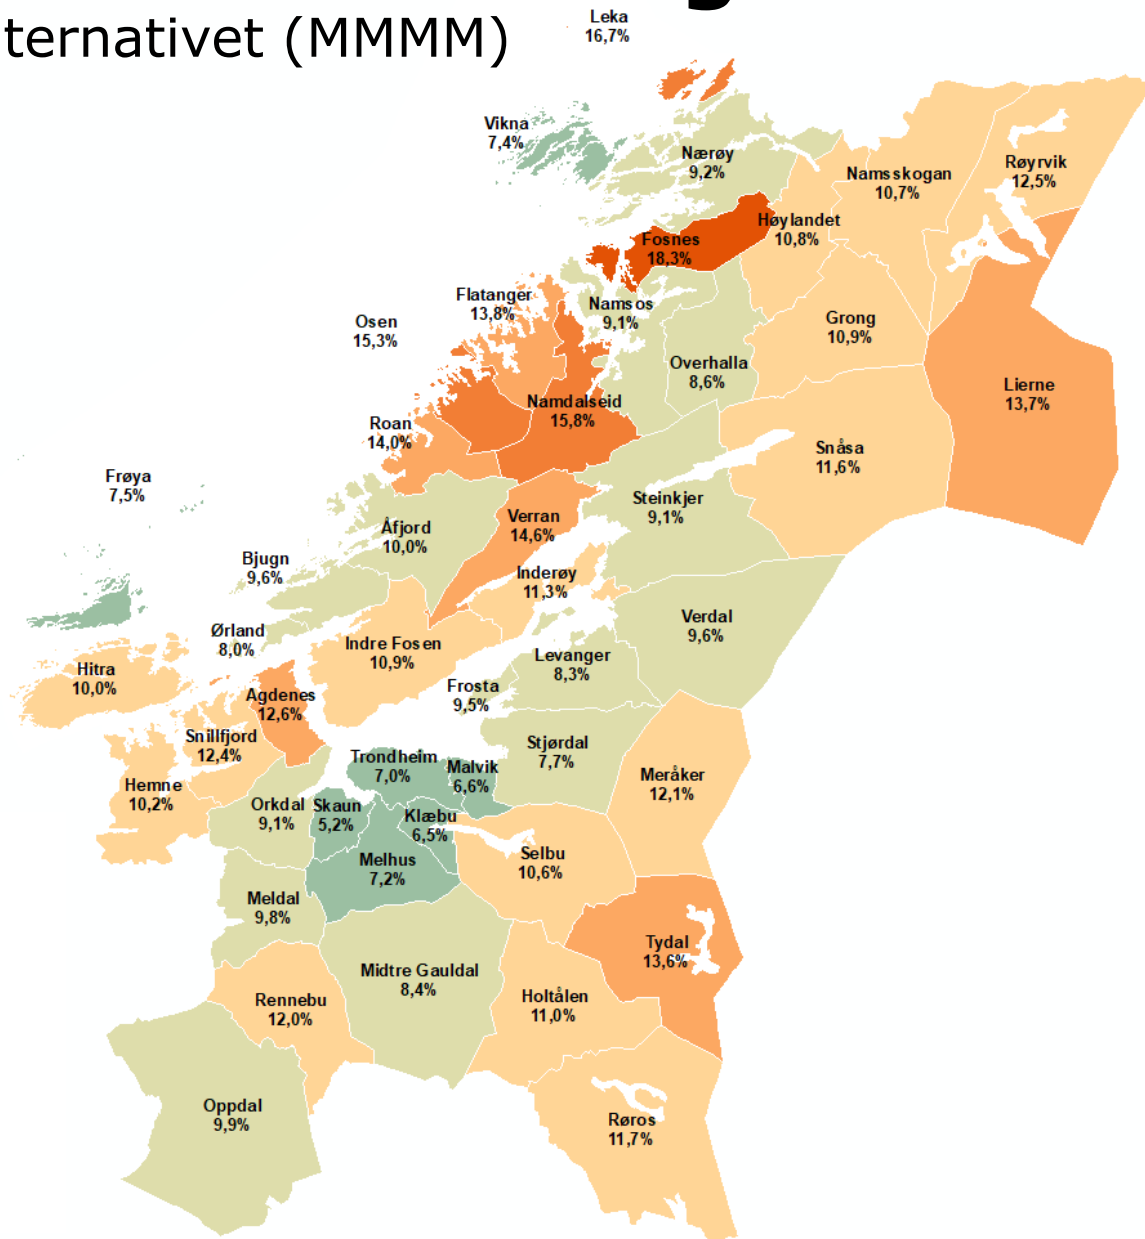 ternativet (MMMM)
Leka
16,7%
Vikna
7,4%
Nærøy
9,2%
Namsskogan
10,7%
Røyrvik
12,5%
Høylandet
10,8%
Fosnes
18,3%
Flatanger
13,8%
Namsos
9,1%
Osen
15,3%
Grong
10,9%
Overhalla
8,6%
Lierne
13,7%
Namdalseid
15,8%
Roan
14,0%
Snåsa
11,6%
Frøya
7,5%
Steinkjer
9,1%
Åfjord
10,0%
Verran
14,6%
Bjugn
9,6%
Inderøy
11,3%
Verdal
9,6%
Ørland
8,0%
Indre Fosen
10,9%
Levanger
8,3%
Hitra
10,0%
Agdenes
12,6%
Frosta
9,5%
Snillfjord
12,4%
Stjørdal
7,7%
Trondheim
7,0%
Malvik
6,6%
Meråker
12,1%
Hemne
10,2%
Orkdal
9,1%
Skaun
5,2%
Klæbu
6,5%
Melhus
7,2%
Selbu
10,6%
Meldal
9,8%
Tydal
13,6%
Midtre Gauldal
8,4%
Rennebu
12,0%
Holtålen
11,0%
Oppdal
9,9%
Røros
11,7%